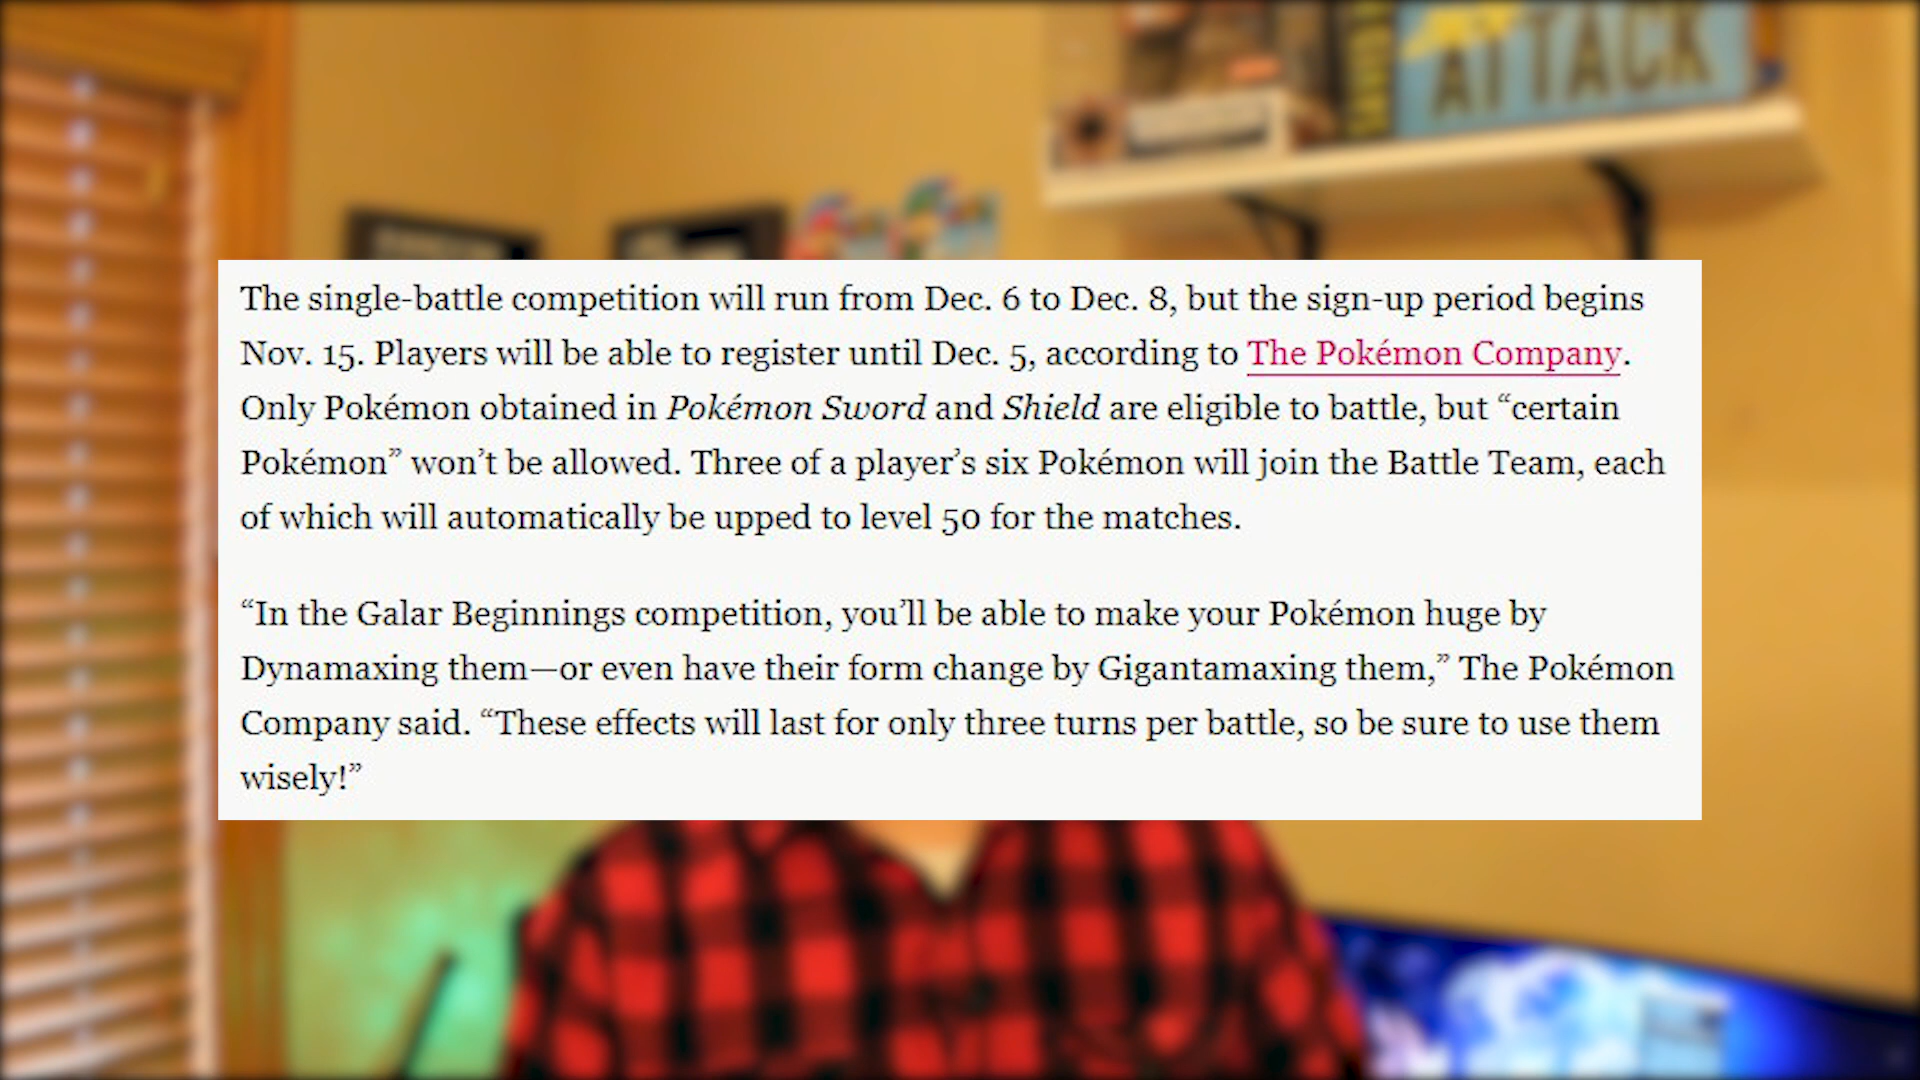 ATTACK
The single-battle competition will run from Dec. 6 to Dec. 8, but the sign-up period begins
Nov. 15. Players will be able to register until Dec. 5, according to The Pokémon Company.
Only Pokémon obtained in Pokémon Sword and Shield are eligible to battle, but “certain
Pokémon” won’t be allowed. Three of a player’s six Pokémon will join the Battle Team, each
of which will automatically be upped to level 50 for the matches.
“In the Galar Beginnings competition, you’ll be able to make your Pokémon huge by
Dynamaxing them—or even have their form change by Gigantamaxing them,” The Pokémon
Company said. “These effects will last for only three turns per battle, so be sure to use them
wisely!”